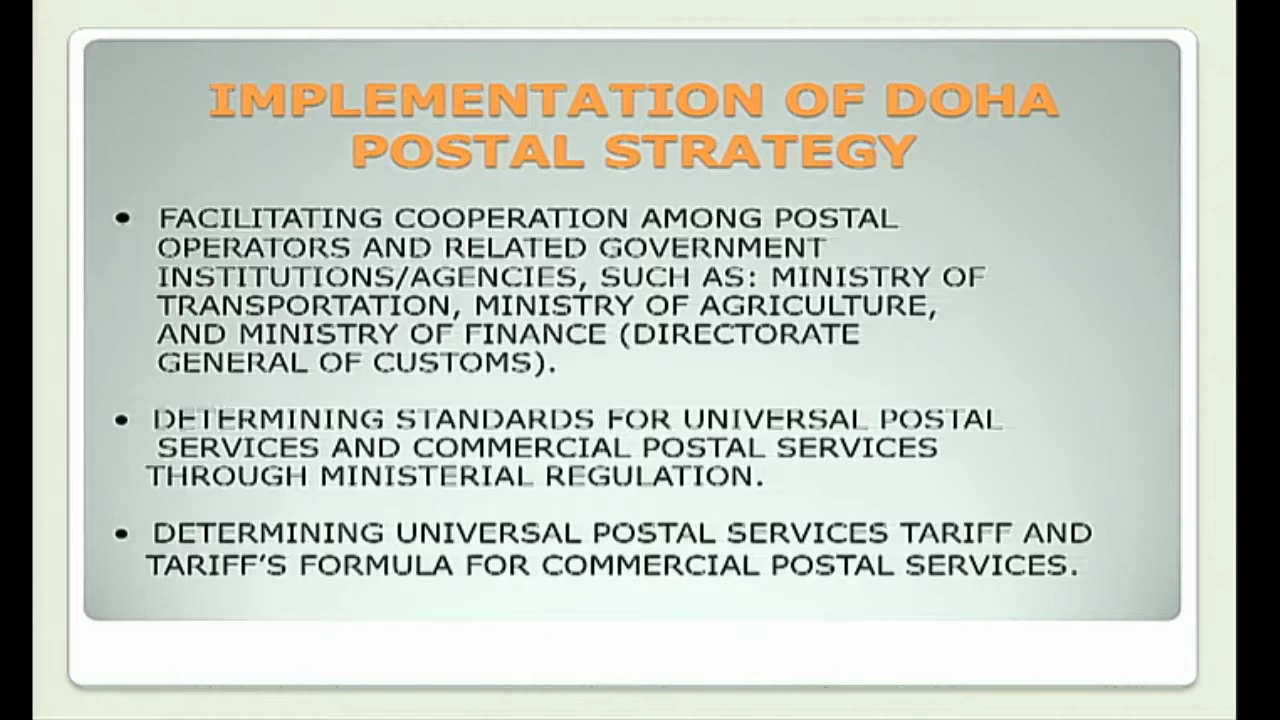 IMPLEMENTATION OF DOHA
POSTAL STRATEGY
• FACILITATING COOPERATION AMONG POSTAL
OPERATORS AND RELATED GOVERNMENT
INSTITUTIONS/AGENCIES, SUCH AS: MINISTRY OF
TRANSPORTATION, MINISTRY OF AGRICULTURE,
AND MINISTRY OF FINANCE (DIRECTORATE
GENERAL OF CUSTOMS).
• DETERMINING STANDARDS FOR UNIVERSAL POSTAL
SERVICES AND COMMERCIAL POSTAL SERVICES
THROUGH MINISTERIAL REGULATION.
• DETERMINING UNIVERSAL POSTAL SERVICES TARIFF AND
TARIFF’S FORMULA FOR COMMERCIAL POSTAL SERVICES.